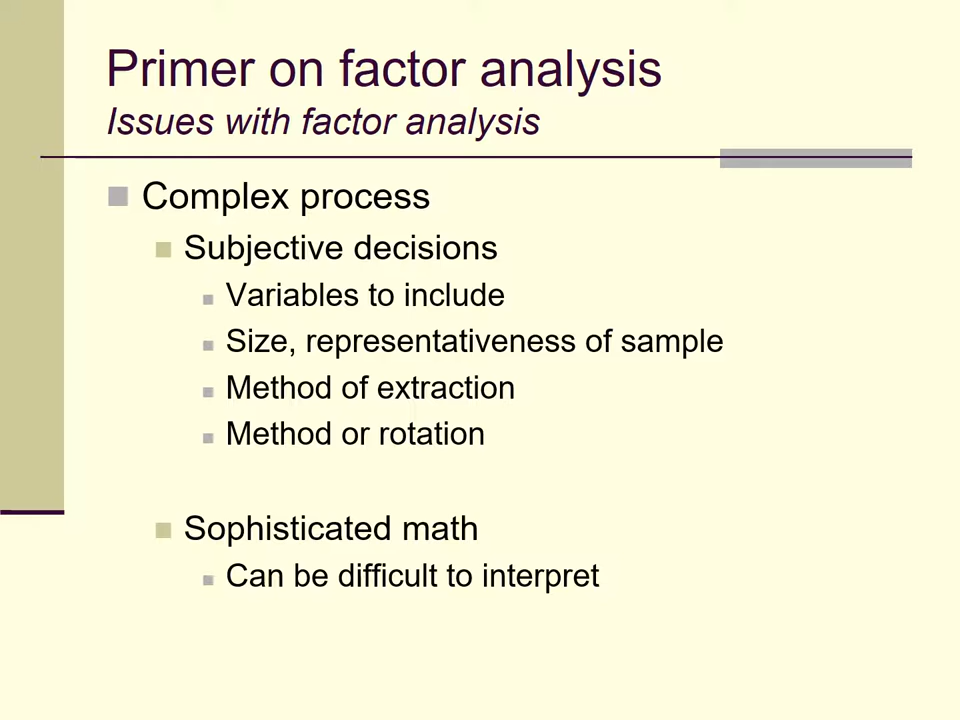 Primer on factor analysis
Issues with factor analysis
Complex process
Subjective decisions
Variables to include
Size, representativeness of sample
Method of extraction
Method or rotation
Sophisticated math
Can be difficult to interpret